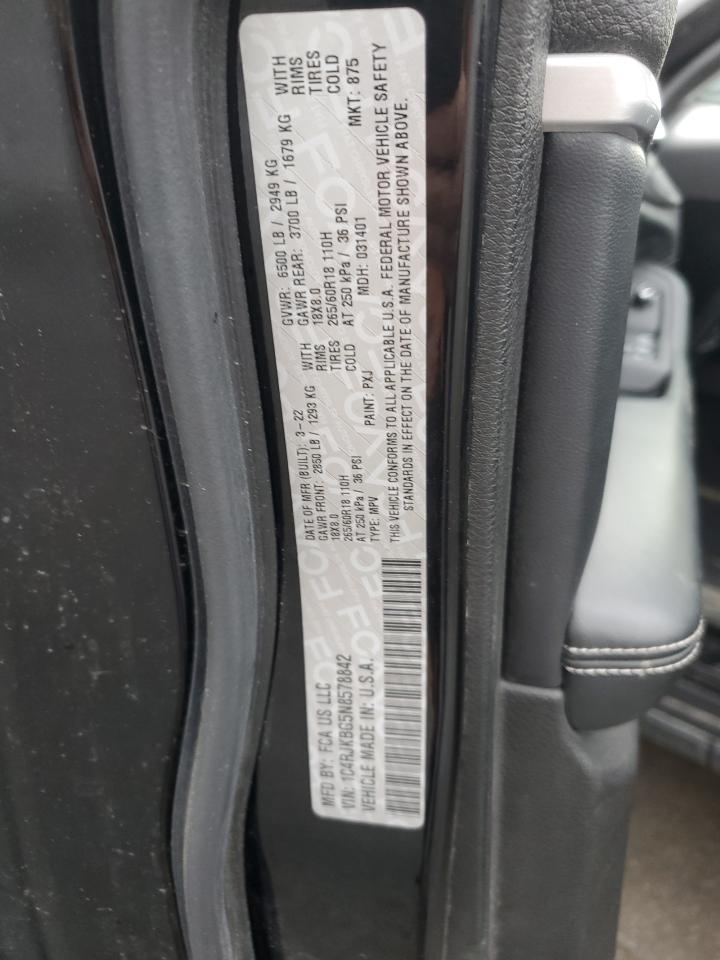 MFD BY: FCA US LLC
DATE OF MFR (BUILT): 3-22 GVWR: 6500 LB / 2949 KG
GAWR FRONT: 2850 LB / 1293 KG WITH GAWR REAR: 3700 LB / 1679 KG WITH
18X8.0 RIMS 18X8.0 RIMS
265/60R18 110H TIRES 265/60R18 110H TIRES
AT 250 kPa / 36 PSI COLD AT 250 kPa / 36 PSI COLD
VIN: 1C4RJKBG5N8578842 TYPE: MPV PAINT: PXJ MDH: 031401 MKT: 875
VEHICLE MADE IN: U.S.A.
THIS VEHICLE CONFORMS TO ALL APPLICABLE U.S.A. FEDERAL MOTOR VEHICLE SAFETY
STANDARDS IN EFFECT ON THE DATE OF MANUFACTURE SHOWN ABOVE.